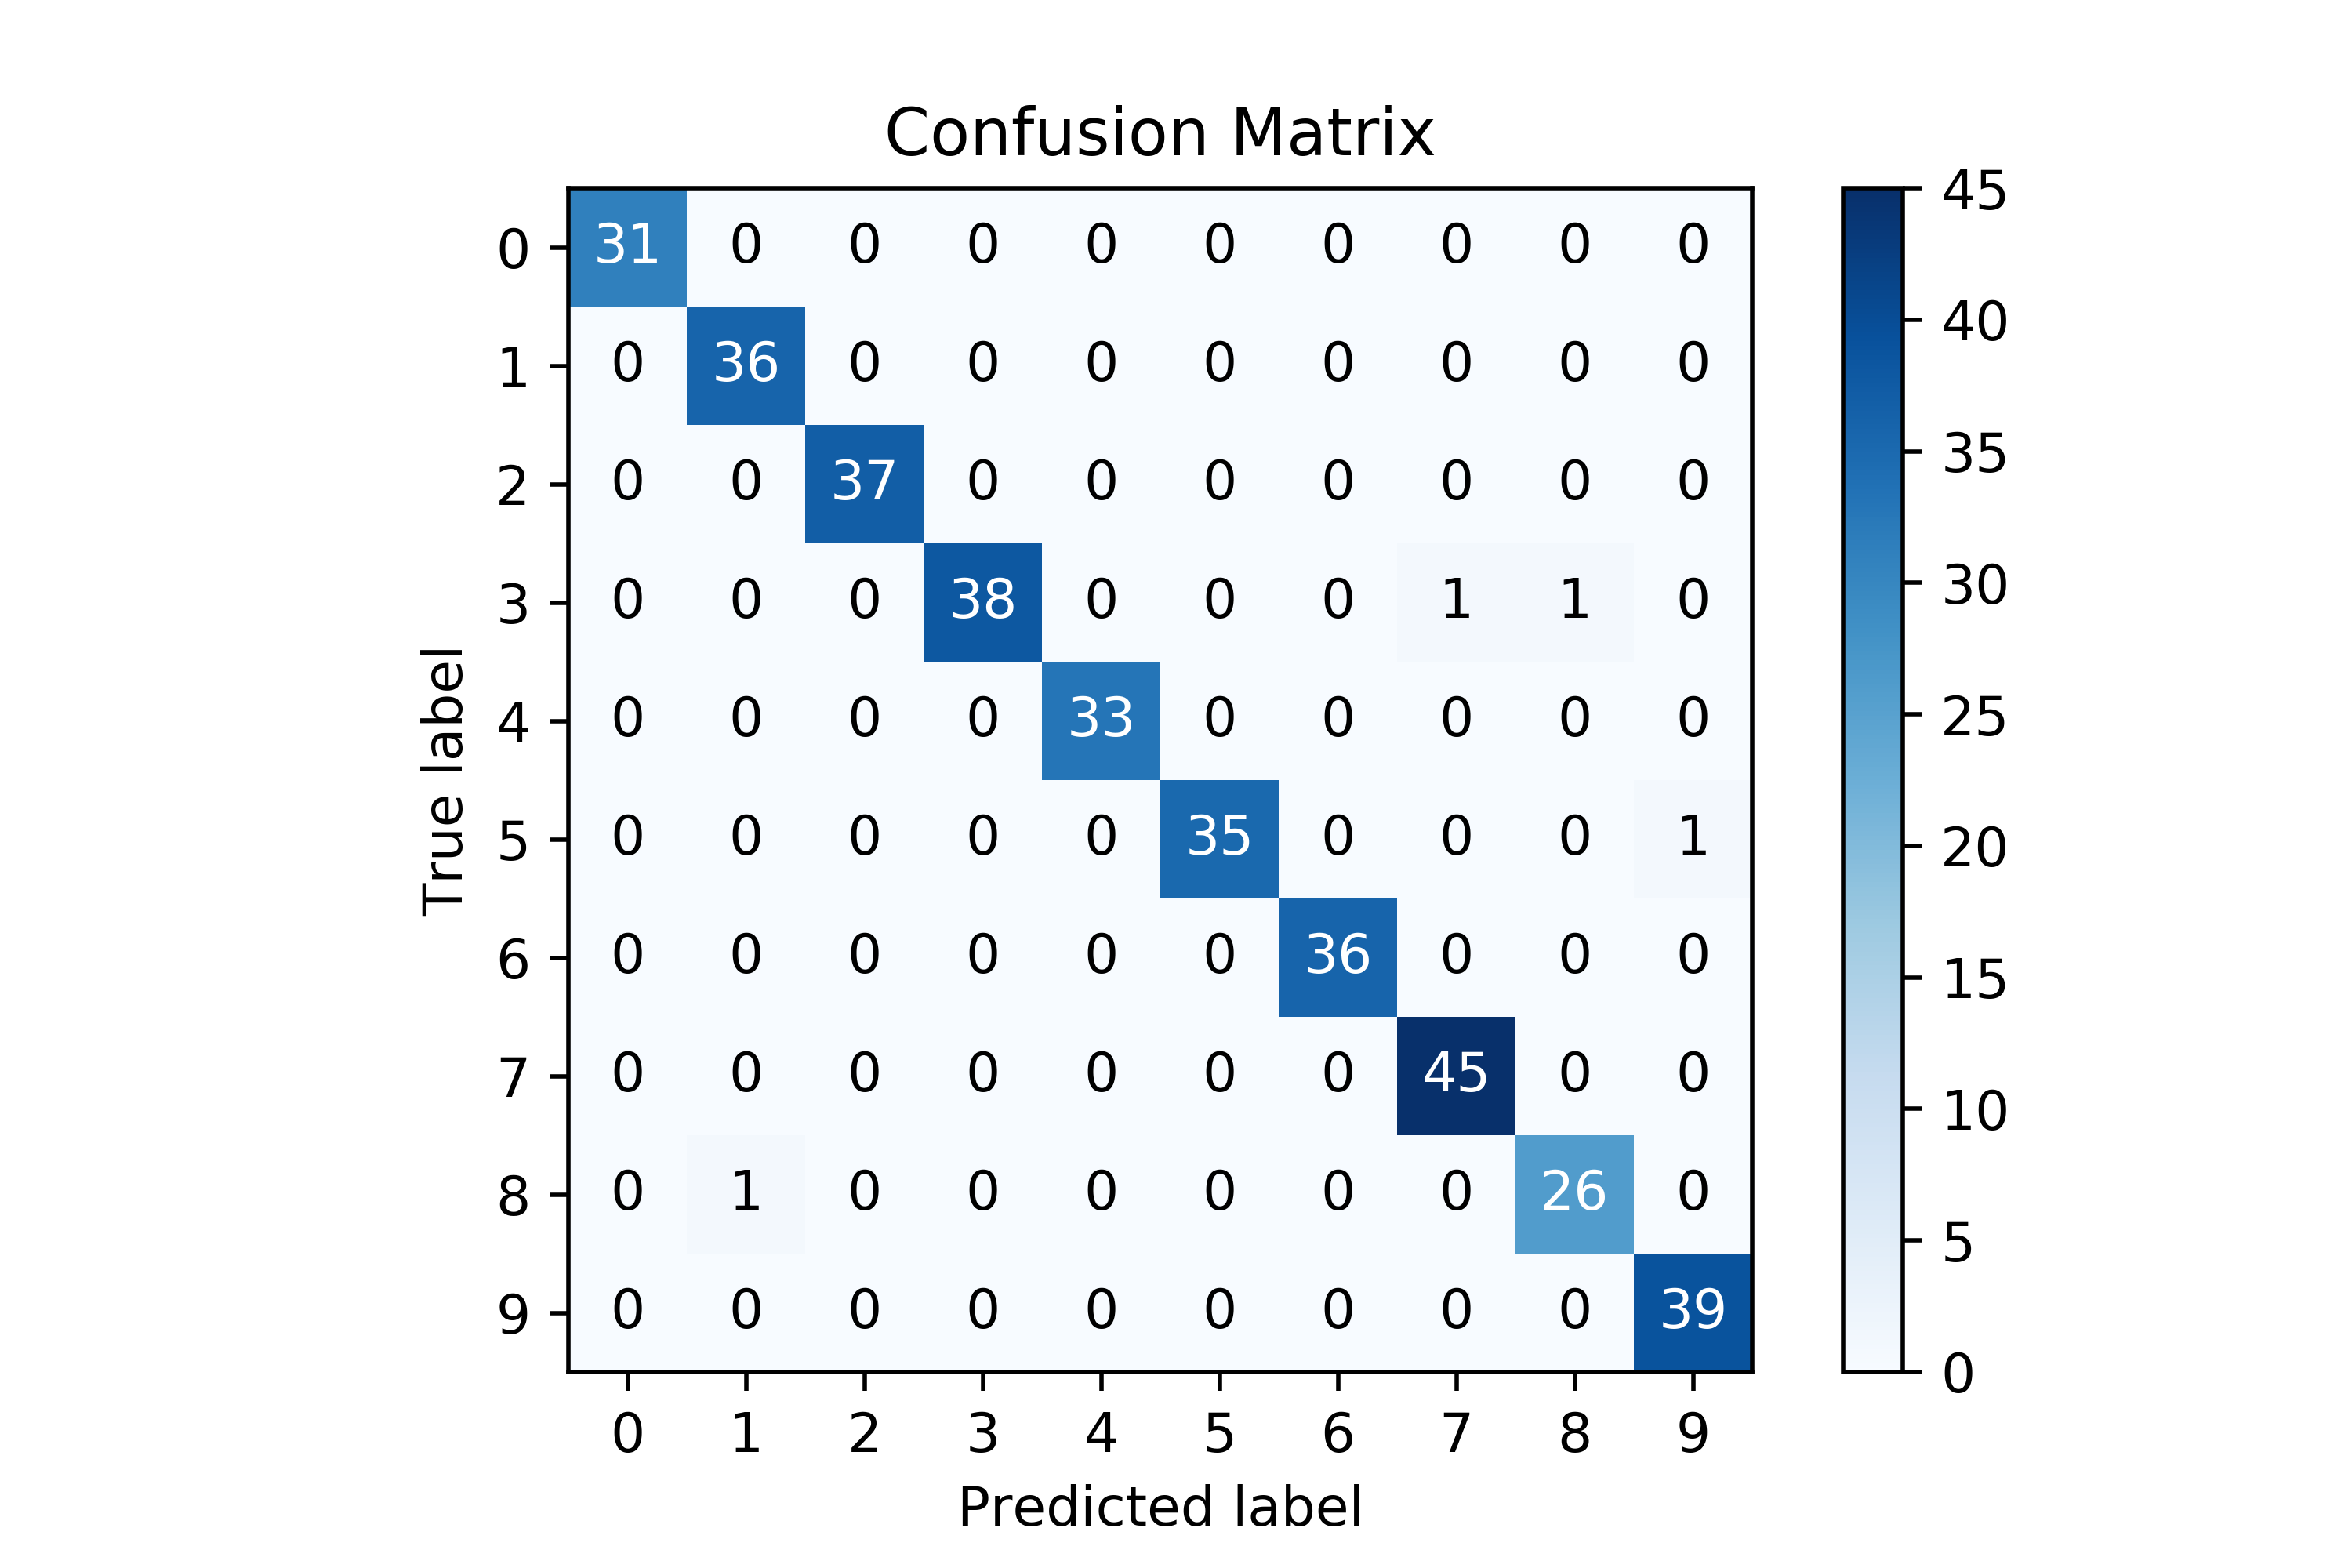 Confusion Matrix
0 31 0 0 0 0 0 0 0 0 0
1 0 36 0 0 0 0 0 0 0 0
2 0 0 37 0 0 0 0 0 0 0
3 0 0 0 38 0 0 0 1 1 0
4 0 0 0 0 33 0 0 0 0 0
5 0 0 0 0 0 35 0 0 0 1
6 0 0 0 0 0 0 36 0 0 0
7 0 0 0 0 0 0 0 45 0 0
8 0 1 0 0 0 0 0 0 26 0
9 0 0 0 0 0 0 0 0 0 39
0 1 2 3 4 5 6 7 8 9
True label
Predicted label
45
40
35
30
25
20
15
10
5
0